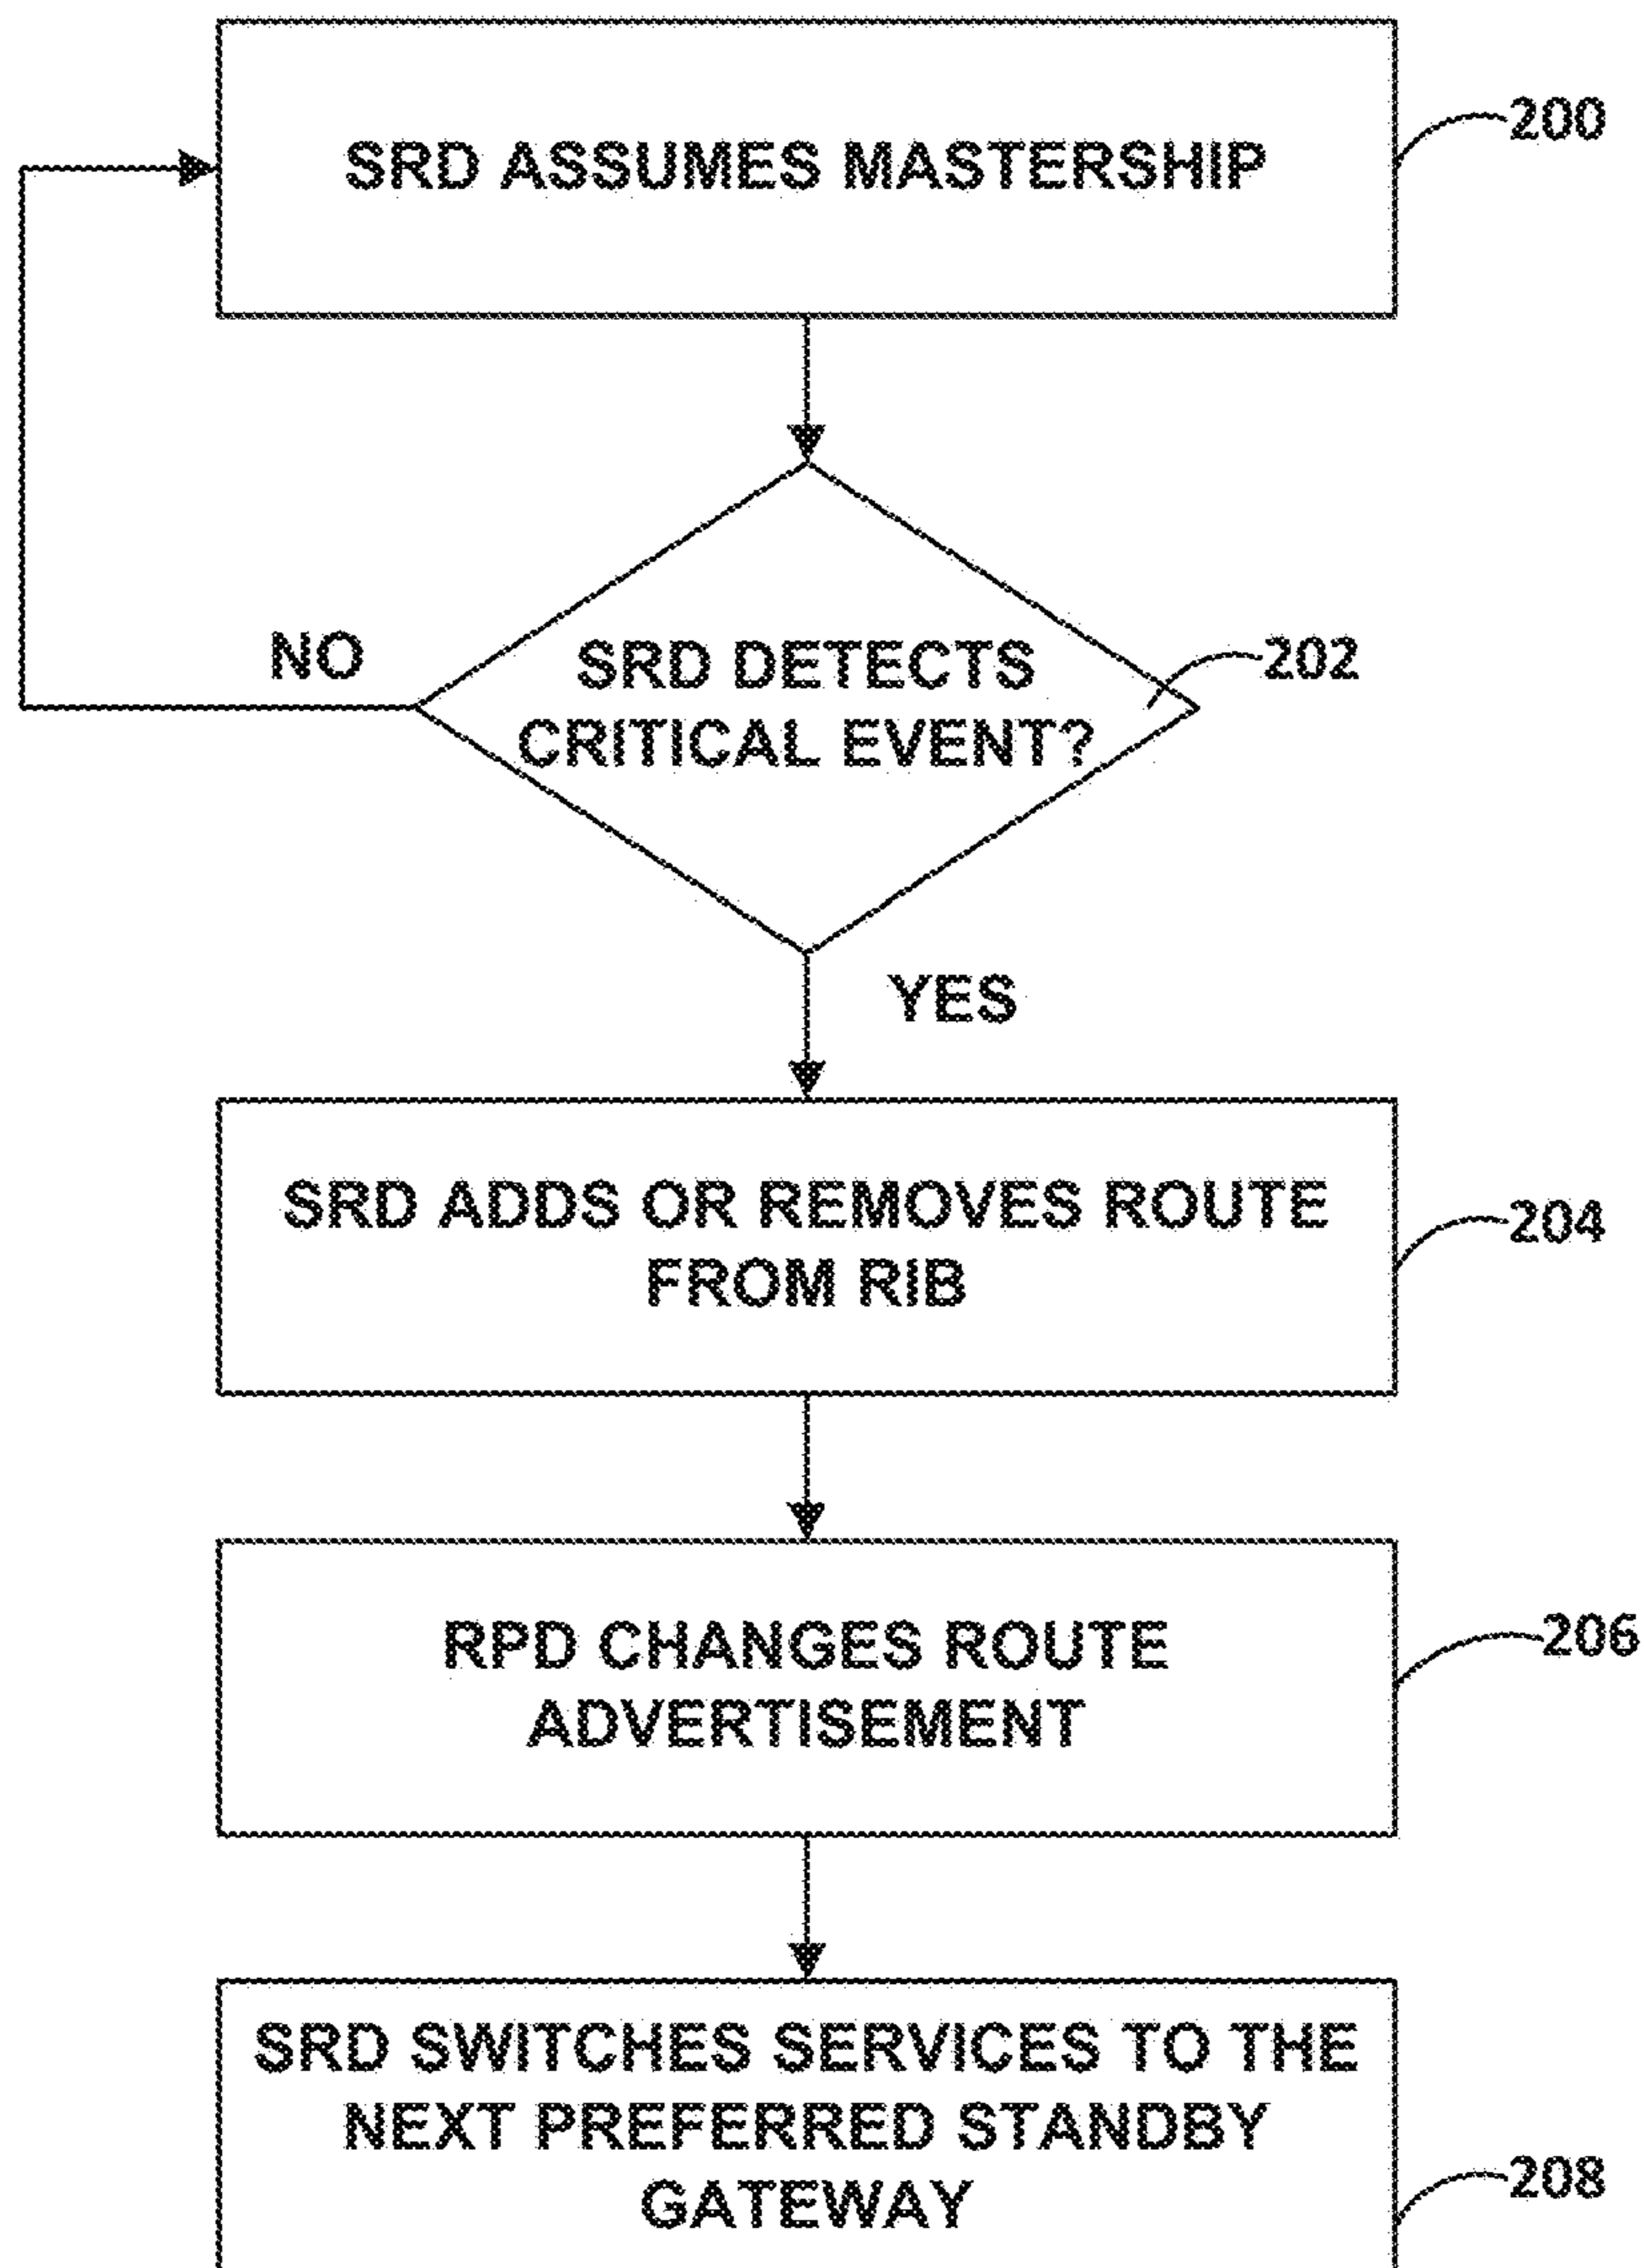 SRD ASSUMES MASTERSHIP
200
NO
SRD DETECTS
CRITICAL EVENT?
202
YES
SRD ADDS OR REMOVES ROUTE
FROM RIB
204
RPD CHANGES ROUTE
ADVERTISEMENT
206
SRD SWITCHES SERVICES TO THE
NEXT PREFERRED STANDBY
GATEWAY
208